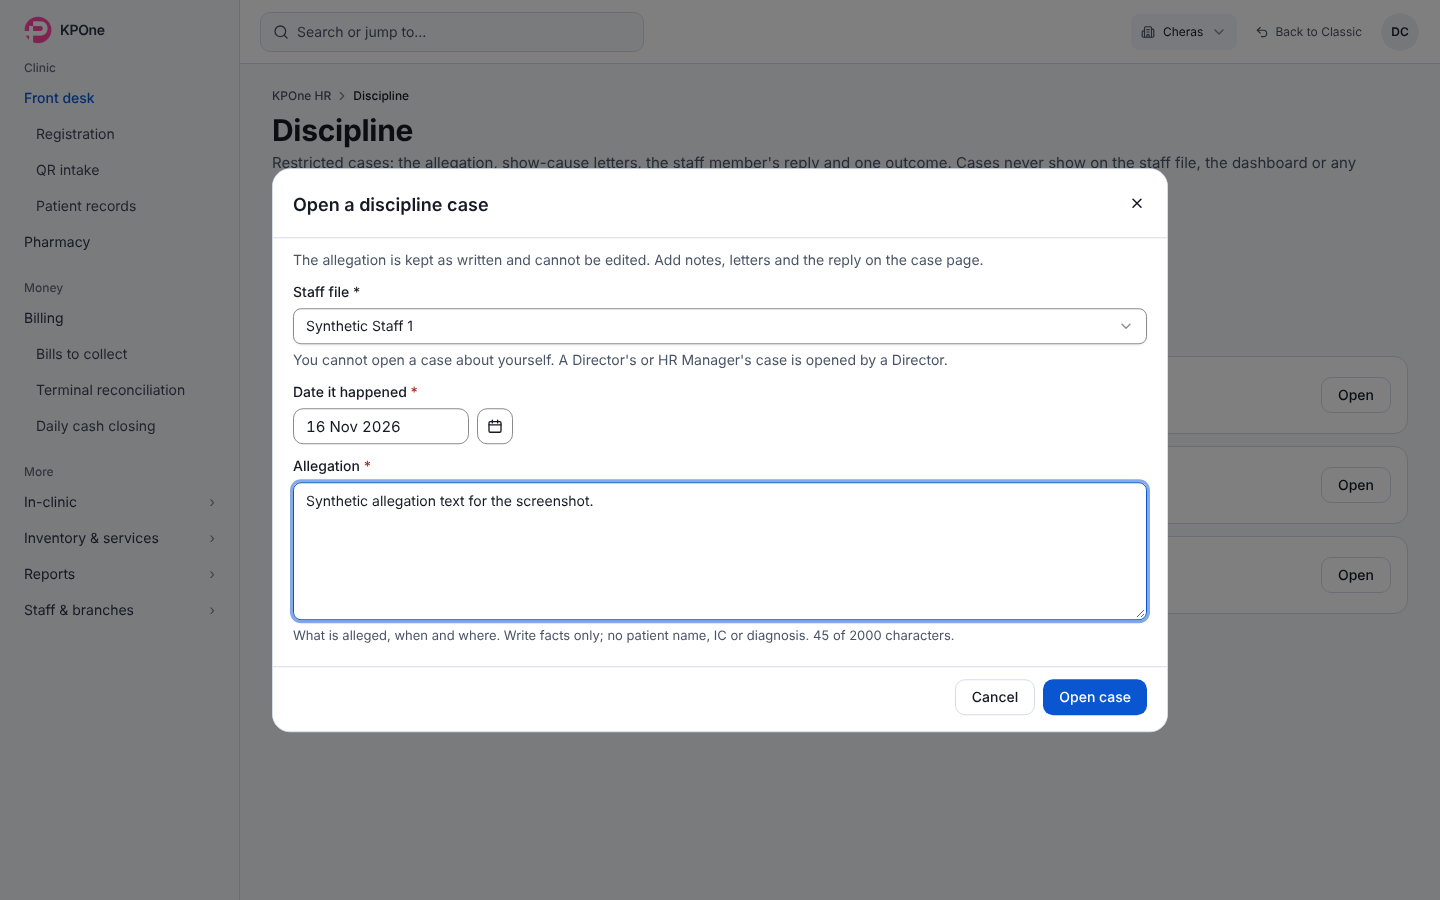 KPOne
Search or jump to...
Cheras
Back to Classic
DC
Clinic
Front desk
Registration
QR intake
Patient records
Pharmacy
Money
Billing
Bills to collect
Terminal reconciliation
Daily cash closing
More
In-clinic
Inventory & services
Reports
Staff & branches
KPOne HR > Discipline
Discipline
Restricted cases: the allegation, show-cause letters, the staff member's reply and one outcome. Cases never show on the staff file, the dashboard or any
Open a discipline case
The allegation is kept as written and cannot be edited. Add notes, letters and the reply on the case page.
Staff file *
Synthetic Staff 1
You cannot open a case about yourself. A Director's or HR Manager's case is opened by a Director.
Date it happened *
16 Nov 2026
Allegation *
Synthetic allegation text for the screenshot.
What is alleged, when and where. Write facts only; no patient name, IC or diagnosis. 45 of 2000 characters.
Cancel
Open case
Open
Open
Open